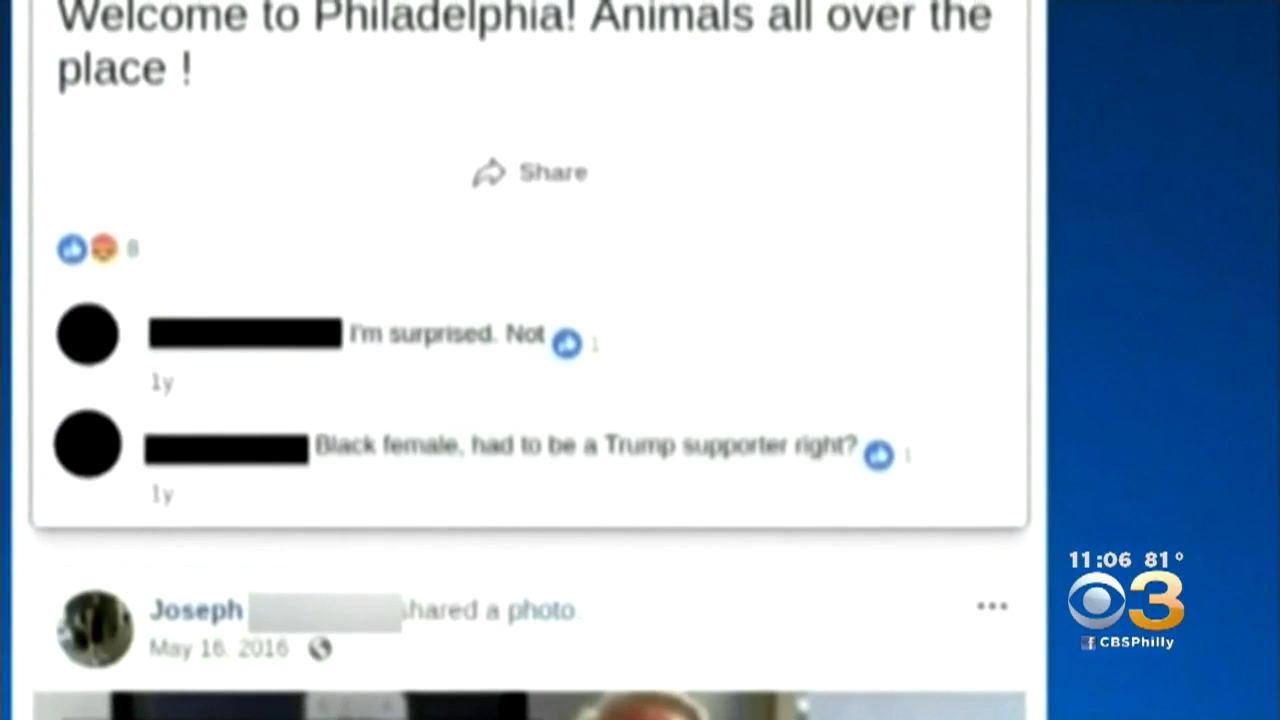 Welcome to Philadelphia! Animals all over the
place !
Share
8
I'm surprised. Not 1
1y
Black female, had to be a Trump supporter right? 1
1y
Joseph hared a photo.
May 16, 2016
11:06 81°
3
CBSPhilly